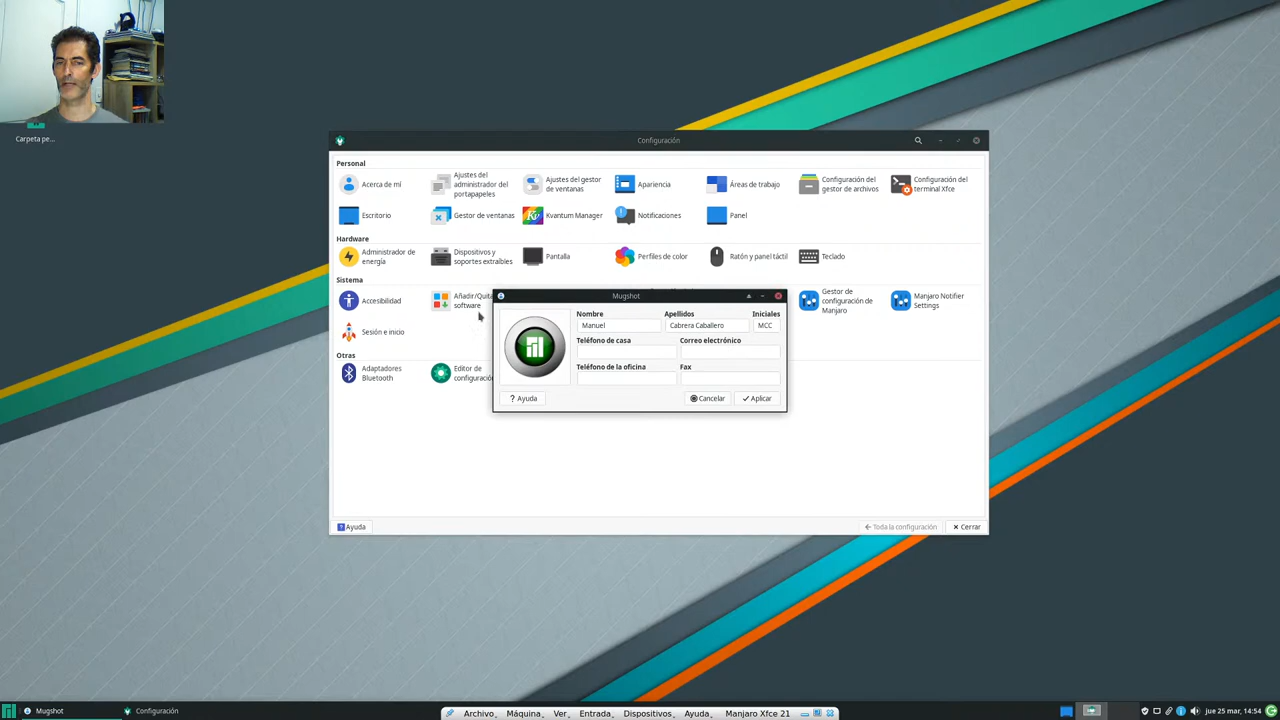 Carpeta pe...
Configuración
Personal
Acerca de mí
Ajustes del
administrador del
portapapeles
Ajustes del gestor
de ventanas
Apariencia
Áreas de trabajo
Configuración del
gestor de archivos
Configuración del
terminal Xfce
Escritorio
Gestor de ventanas
Kvantum Manager
Notificaciones
Panel
Hardware
Administrador de
energía
Dispositivos y
soportes extraíbles
Pantalla
Perfiles de color
Ratón y panel táctil
Teclado
Sistema
Accesibilidad
Añadir/Quita
software
Gestor de
configuración de
Manjaro
Manjaro Notifier
Settings
Sesión e inicio
Otras
Adaptadores
Bluetooth
Editor de
configuración
Mugshot
Nombre
Apellidos
Iniciales
Manuel
Cabrera Caballero
MCC
Teléfono de casa
Correo electrónico
Teléfono de la oficina
Fax
? Ayuda
Cancelar
Aplicar
? Ayuda
Toda la configuración
Cerrar
Mugshot
Configuración
Archivo
Máquina
Ver
Entrada
Dispositivos
Ayuda
Manjaro Xfce 21
jue 25 mar, 14:54